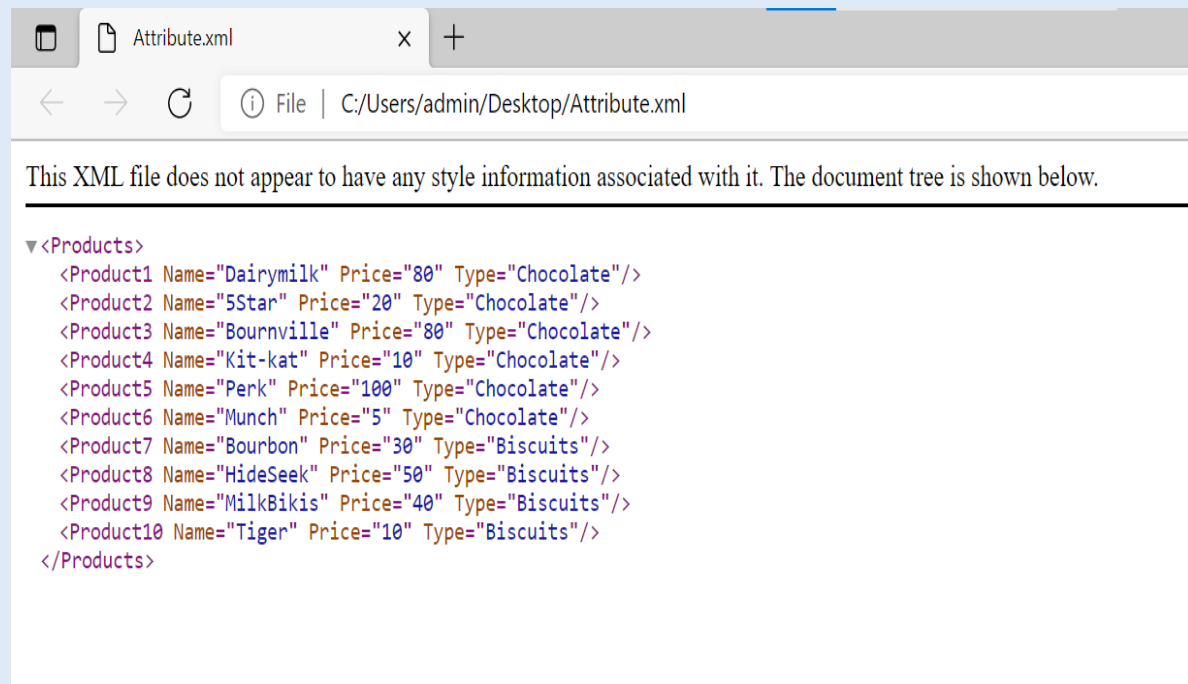 Attribute.xml
File | C:/Users/admin/Desktop/Attribute.xml
This XML file does not appear to have any style information associated with it. The document tree is shown below.
▼<Products>
<Product1 Name="Dairymilk" Price="80" Type="Chocolate"/>
<Product2 Name="5Star" Price="20" Type="Chocolate"/>
<Product3 Name="Bournville" Price="80" Type="Chocolate"/>
<Product4 Name="Kit-kat" Price="10" Type="Chocolate"/>
<Product5 Name="Perk" Price="100" Type="Chocolate"/>
<Product6 Name="Munch" Price="5" Type="Chocolate"/>
<Product7 Name="Bourbon" Price="30" Type="Biscuits"/>
<Product8 Name="HideSeek" Price="50" Type="Biscuits"/>
<Product9 Name="MilkBikis" Price="40" Type="Biscuits"/>
<Product10 Name="Tiger" Price="10" Type="Biscuits"/>
</Products>